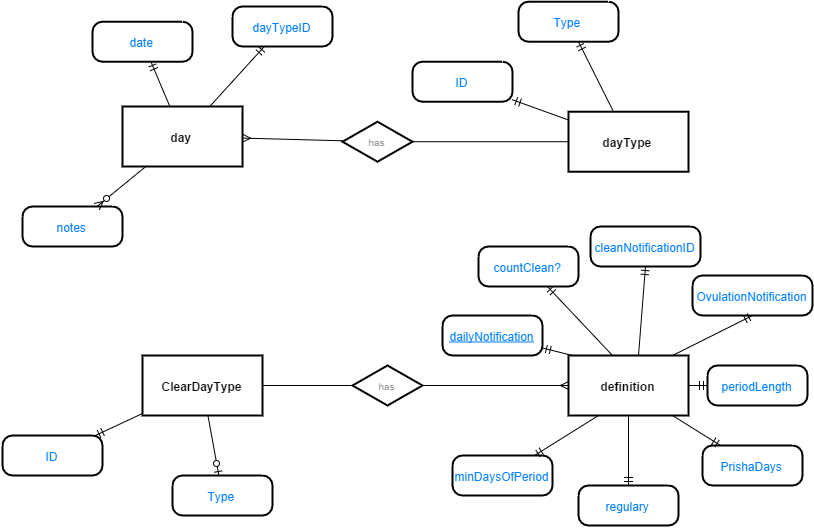 Type
dayTypeID
date
ID
day
has
dayType
notes
cleanNotificationID
countClean?
OvulationNotification
dailyNotification
ClearDayType
has
definition
periodLength
ID
minDaysOfPeriod
PrishaDays
Type
regulary